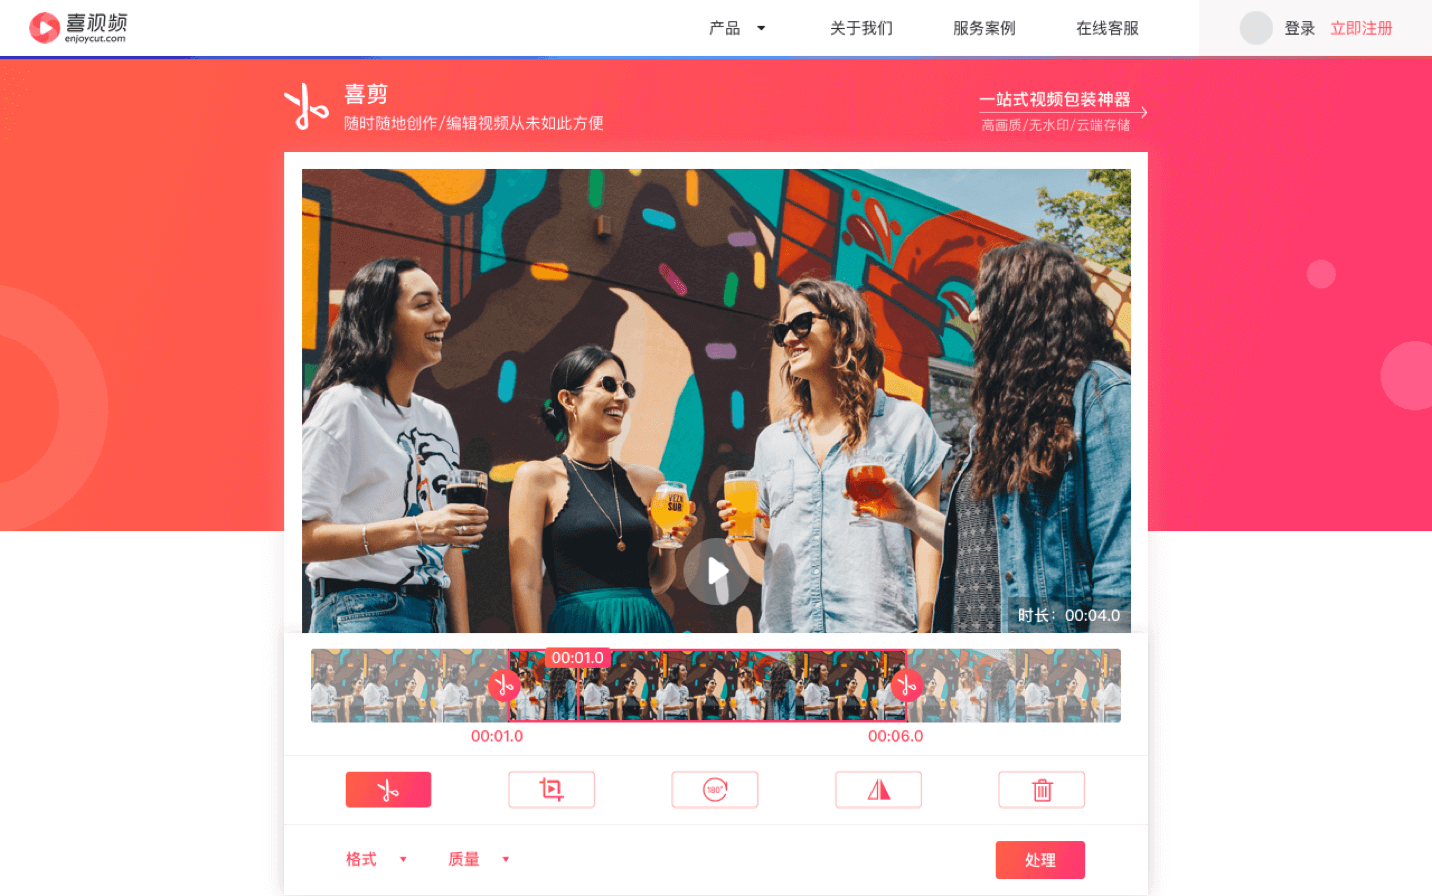 喜视频
enjoycut.com
产品
关于我们
服务案例
在线客服
登录
立即注册
喜剪
随时随地创作/编辑视频从未如此方便
一站式视频包装神器
高画质/无水印/云端存储
VEZN
SUR
时长：00:04.0
00:01.0
00:01.0
00:06.0
180°
格式
质量
处理